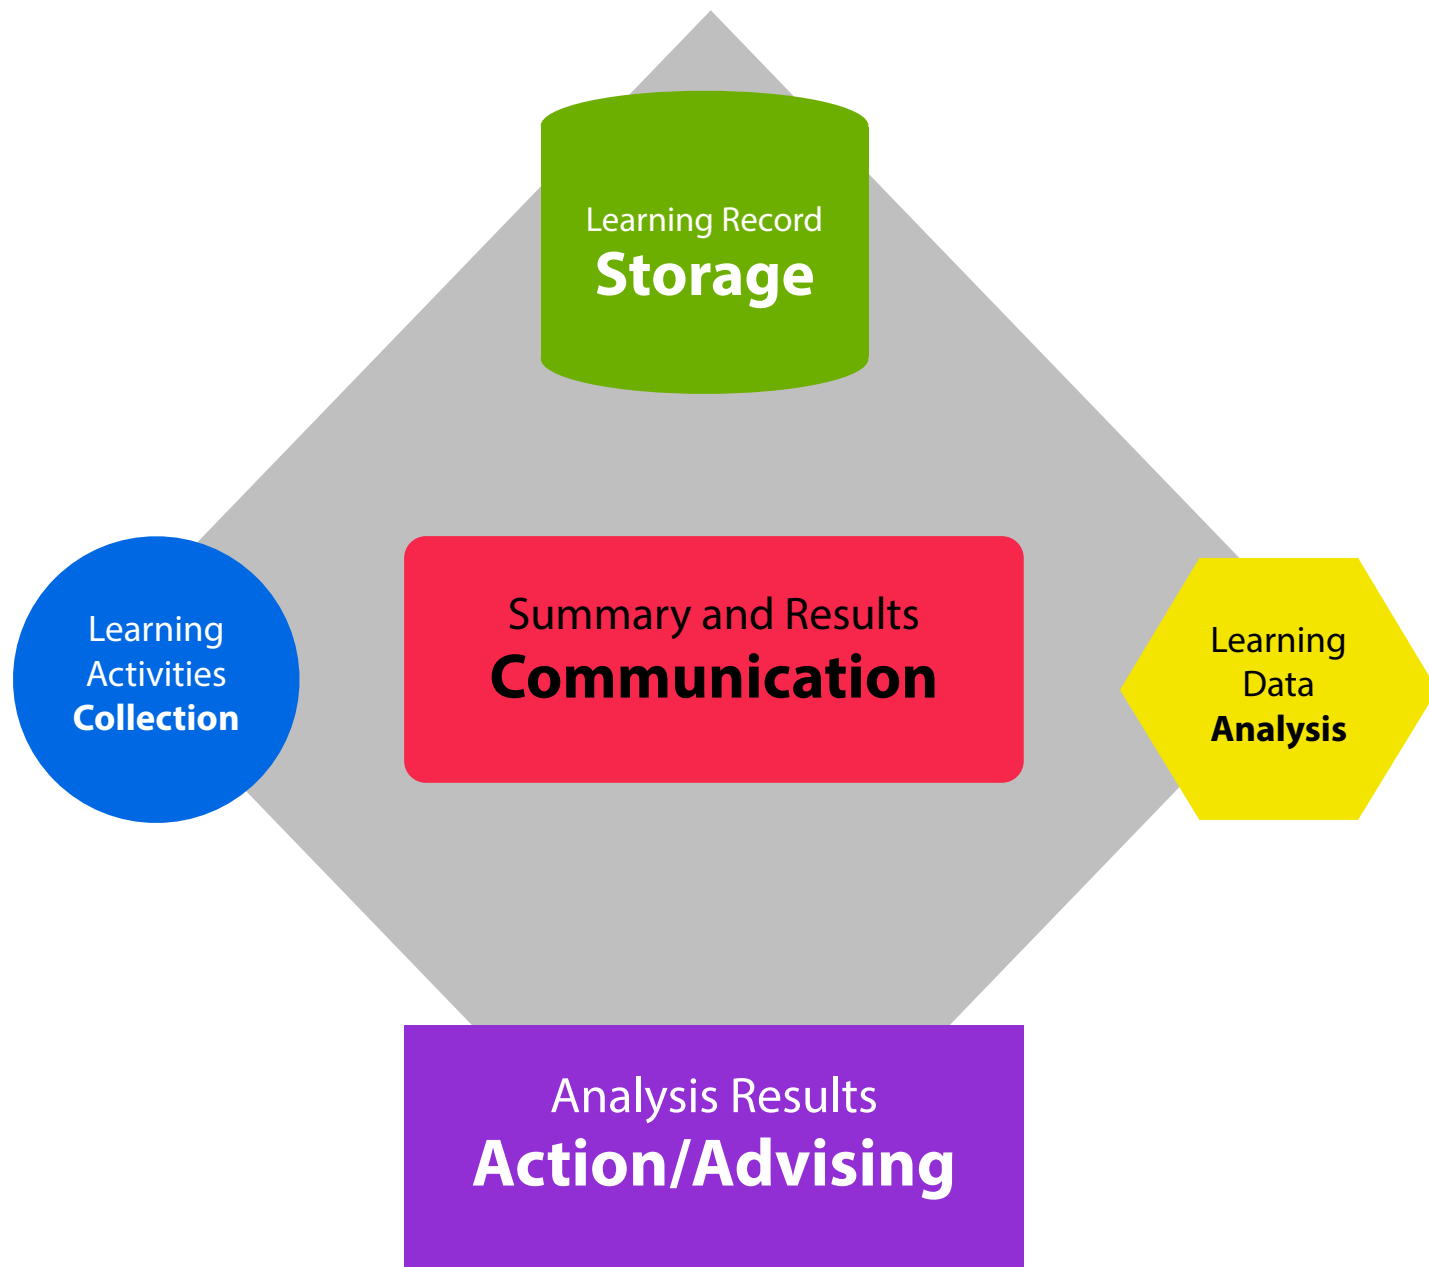 Learning Record
Storage
Learning
Activities
Collection
Summary and Results
Communication
Learning
Data
Analysis
Analysis Results
Action/Advising